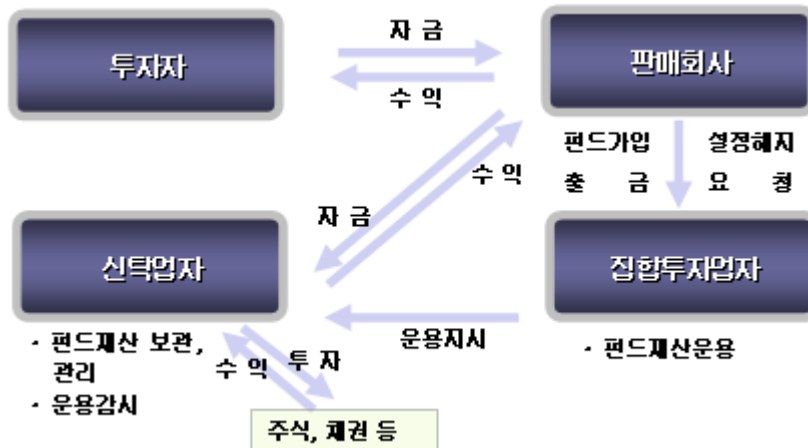 투자자
자 금
수 익
판매회사
펀드가입 설정해지
출 금 요 청
수 익
자 금
신탁업자
집합투자업자
운용지시
· 펀드재산 보관,
관리
· 운용감시
수 익
투 자
· 펀드재산운용
주식, 채권 등